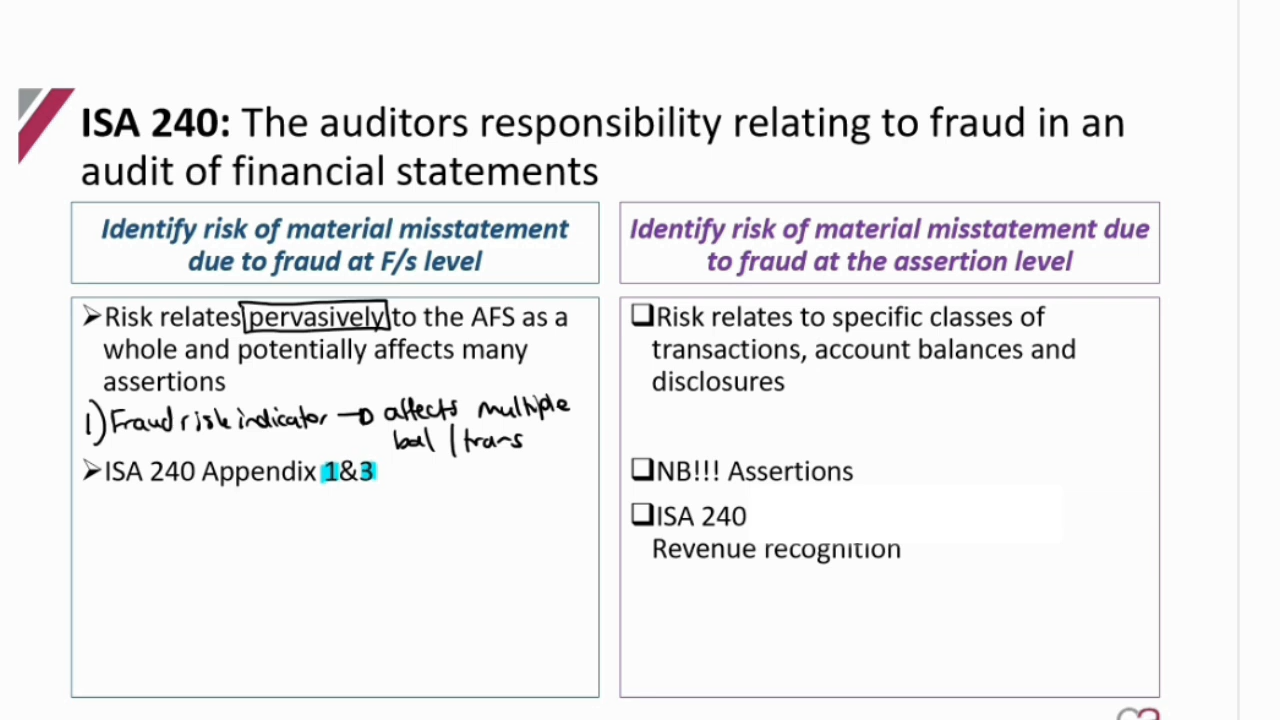 ISA 240: The auditors responsibility relating to fraud in an
audit of financial statements
Identify risk of material misstatement
due to fraud at F/s level
➢Risk relates pervasively to the AFS as a
whole and potentially affects many
assertions
1) Fraud risk indicator → affects multiple
bal / trans
➢ISA 240 Appendix 1&3
Identify risk of material misstatement due
to fraud at the assertion level
❑Risk relates to specific classes of
transactions, account balances and
disclosures
❑NB!!! Assertions
❑ISA 240
Revenue recognition